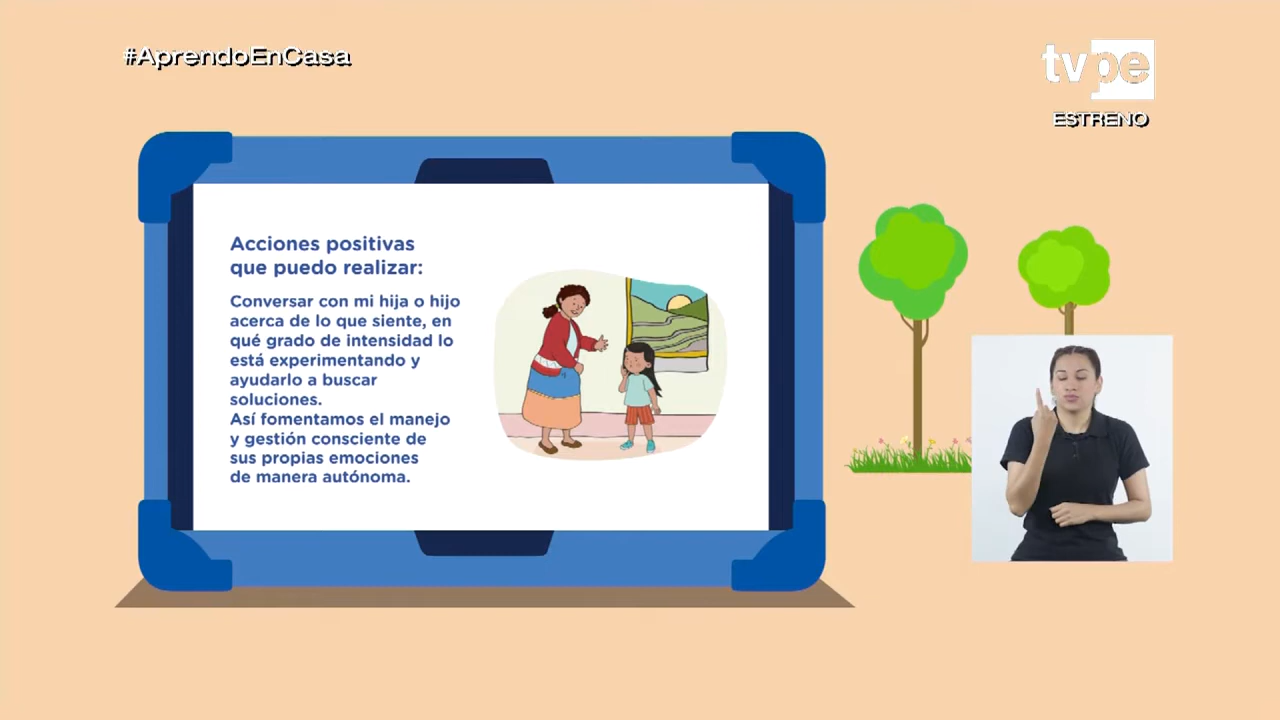 #AprendoEnCasa
tvpe
ESTRENO
Acciones positivas
que puedo realizar:
Conversar con mi hija o hijo
acerca de lo que siente, en
qué grado de intensidad lo
está experimentando y
ayudarlo a buscar
soluciones.
Así fomentamos el manejo
y gestión consciente de
sus propias emociones
de manera autónoma.